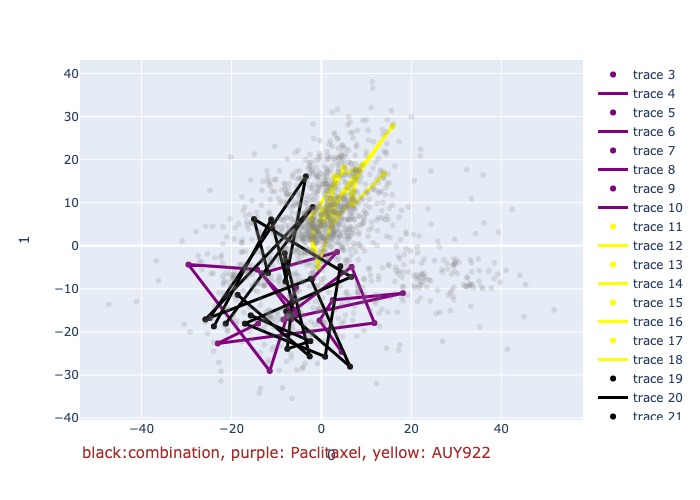 40
30
20
10
0
−10
−20
−30
−40
1
−40
−20
0
20
40
0
black:combination, purple: Paclitaxel, yellow: AUY922
trace 3
trace 4
trace 5
trace 6
trace 7
trace 8
trace 9
trace 10
trace 11
trace 12
trace 13
trace 14
trace 15
trace 16
trace 17
trace 18
trace 19
trace 20
trace 21